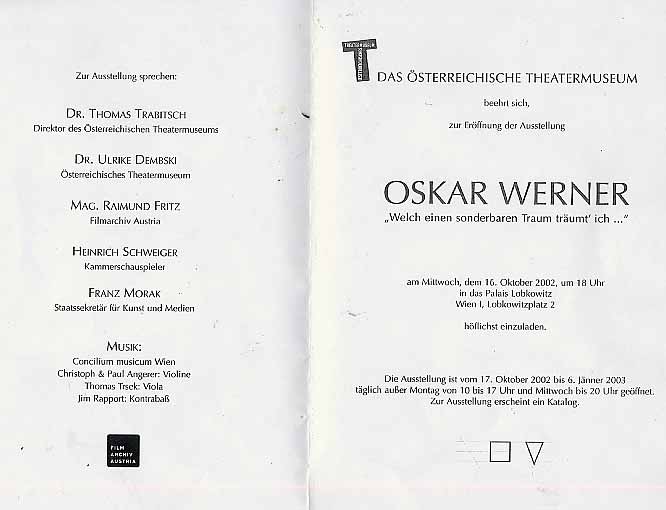 Zur Ausstellung sprechen:
DR. THOMAS TRABITSCH
Direktor des Österreichischen Theatermuseums
DR. ULRIKE DEMBSKI
Österreichisches Theatermuseum
MAG. RAIMUND FRITZ
Filmarchiv Austria
HEINRICH SCHWEIGER
Kammerschauspieler
FRANZ MORAK
Staatssekretär für Kunst und Medien
MUSIK:
Concilium musicum Wien
Christoph & Paul Angerer: Violine
Thomas Trsek: Viola
Jim Rapport: Kontrabaß
FILM
ARCHIV
AUSTRIA
THEATERMUSEUM
DAS ÖSTERREICHISCHE THEATERMUSEUM
beehrt sich,
zur Eröffnung der Ausstellung
OSKAR WERNER
„Welch einen sonderbaren Traum träumt' ich ..."
am Mittwoch, dem 16. Oktober 2002, um 18 Uhr
in das Palais Lobkowitz
Wien I, Lobkowitzplatz 2
höflichst einzuladen.
Die Ausstellung ist vom 17. Oktober 2002 bis 6. Jänner 2003
täglich außer Montag von 10 bis 17 Uhr und Mittwoch bis 20 Uhr geöffnet.
Zur Ausstellung erscheint ein Katalog.